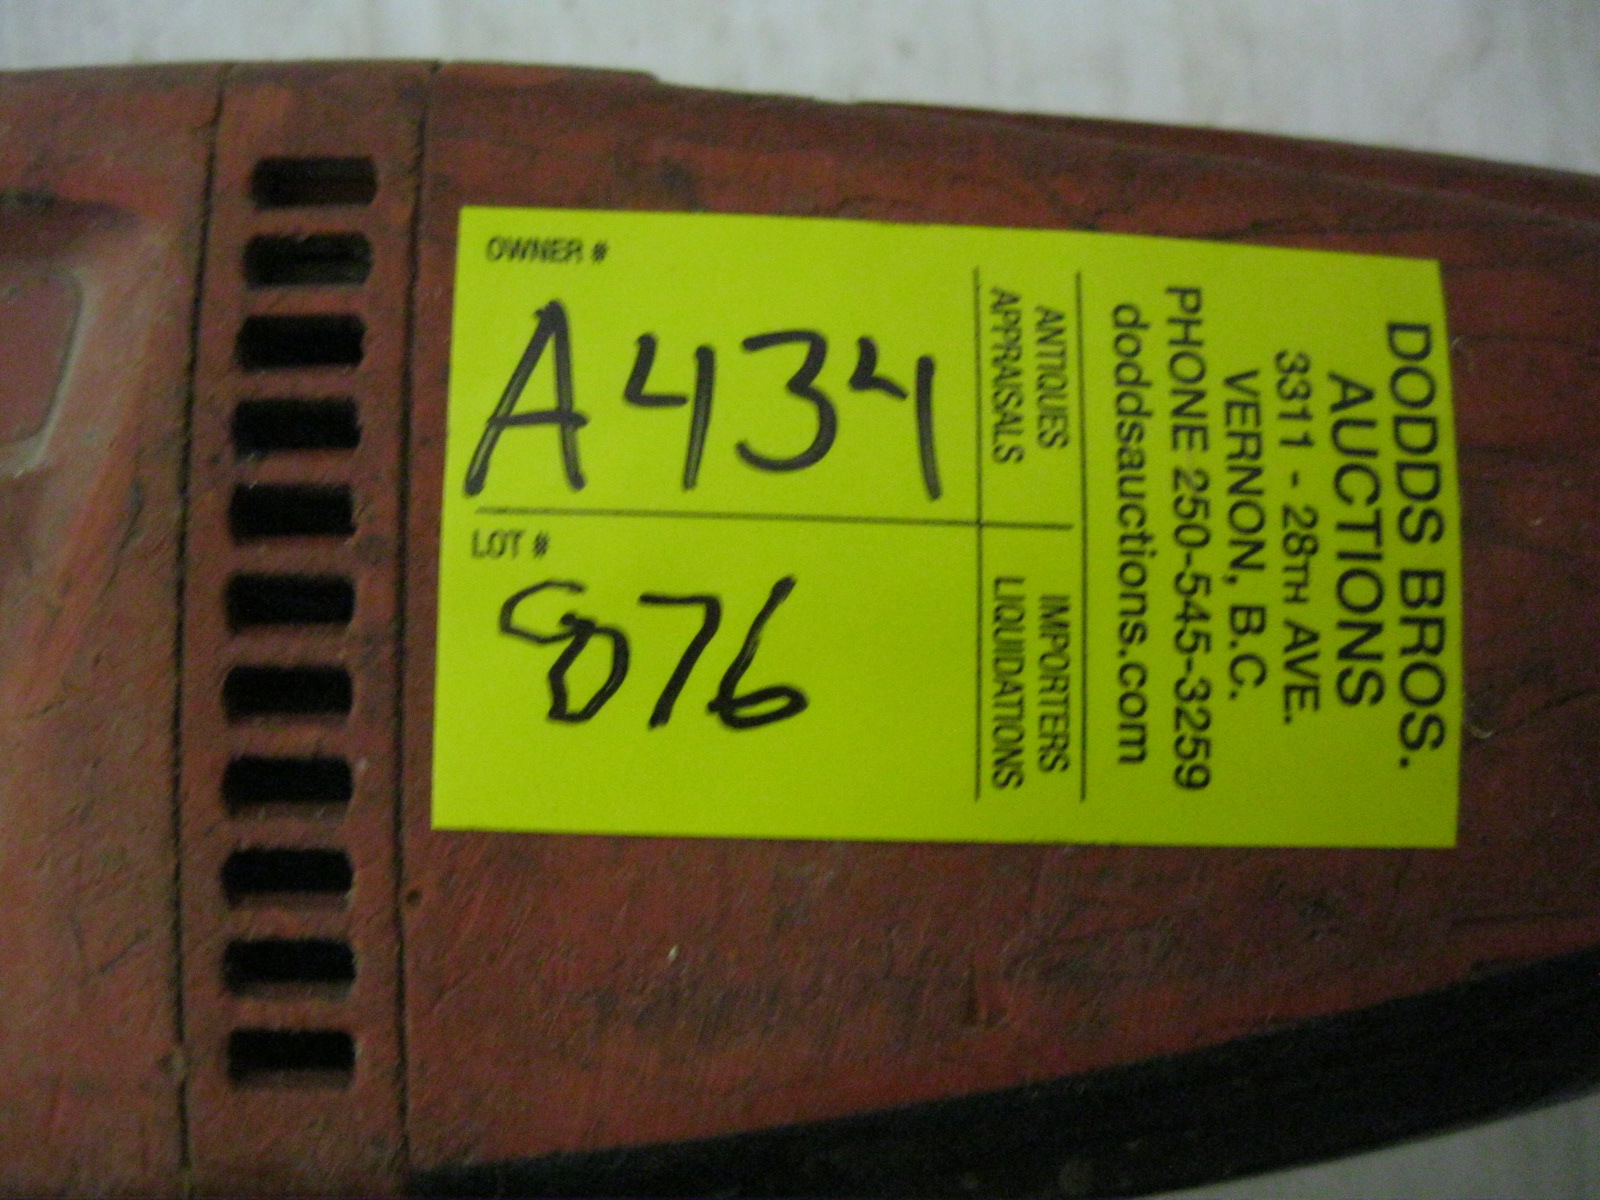 OWNER #
A434
LOT #
876
ANTIQUES
APPRAISALS
IMPORTERS
LIQUIDATIONS
DODDS BROS.
AUCTIONS
3311 - 28TH AVE.
VERNON, B.C.
PHONE 250-545-3259
doddsauctions.com